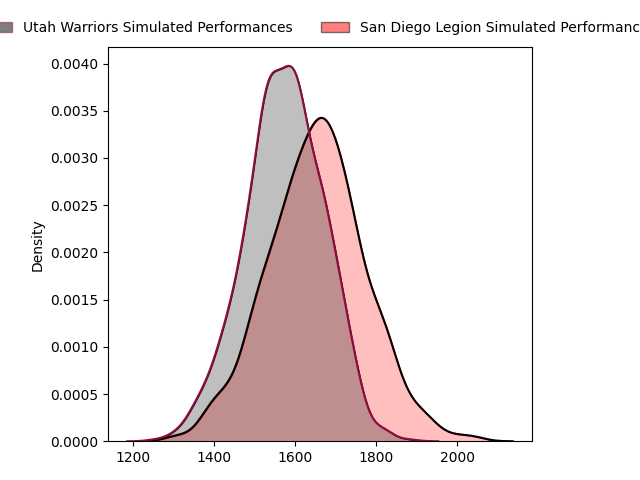 Utah Warriors Simulated Performances
San Diego Legion Simulated Performanc
0.0040
0.0035
0.0030
0.0025
0.0020
0.0015
0.0010
0.0005
0.0000
Density
1200 1400 1600 1800 2000